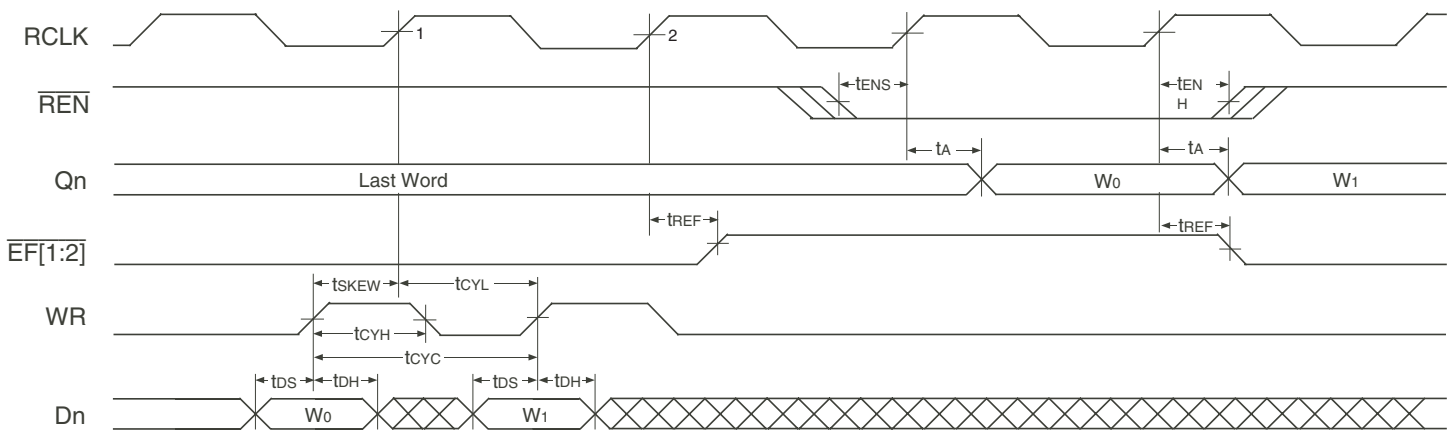 RCLK 1 2
tENS tEN
H
REN
tA tA
Qn Last Word W0 W1
tREF tREF
EF[1:2]
tSKEW tCYL
WR
tCYH
tCYC
tDS tDH tDS tDH
Dn W0 W1